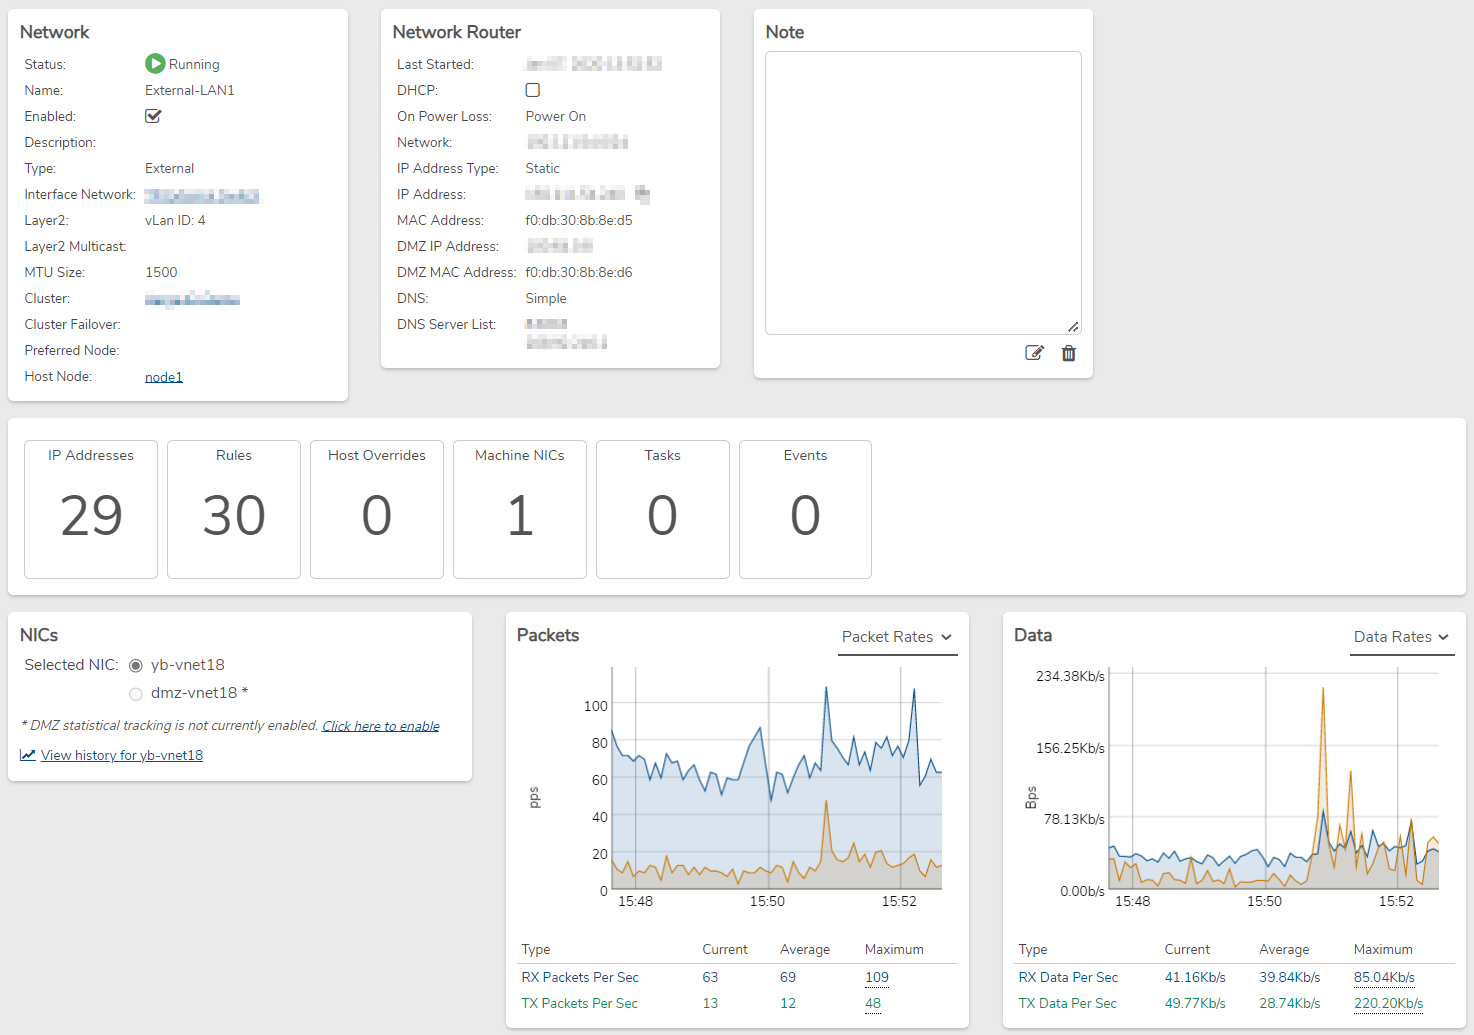 Network
Status: Running
Name: External-LAN1
Enabled:
Description:
Type: External
Interface Network:
Layer2: vLan ID: 4
Layer2 Multicast:
MTU Size: 1500
Cluster:
Cluster Failover:
Preferred Node:
Host Node: node1
Network Router
Last Started:
DHCP:
On Power Loss: Power On
Network:
IP Address Type: Static
IP Address:
MAC Address: f0:db:30:8b:8e:d5
DMZ IP Address:
DMZ MAC Address: f0:db:30:8b:8e:d6
DNS: Simple
DNS Server List:
Note
IP Addresses
29
Rules
30
Host Overrides
0
Machine NICs
1
Tasks
0
Events
0
NICs
Selected NIC: yb-vnet18
dmz-vnet18 *
* DMZ statistical tracking is not currently enabled. Click here to enable
View history for yb-vnet18
Packets
Packet Rates
pps
100
80
60
40
20
0
15:48 15:50 15:52
Type Current Average Maximum
RX Packets Per Sec 63 69 109
TX Packets Per Sec 13 12 48
Data
Data Rates
Bps
234.38Kb/s
156.25Kb/s
78.13Kb/s
0.00b/s
15:48 15:50 15:52
Type Current Average Maximum
RX Data Per Sec 41.16Kb/s 39.84Kb/s 85.04Kb/s
TX Data Per Sec 49.77Kb/s 28.74Kb/s 220.20Kb/s